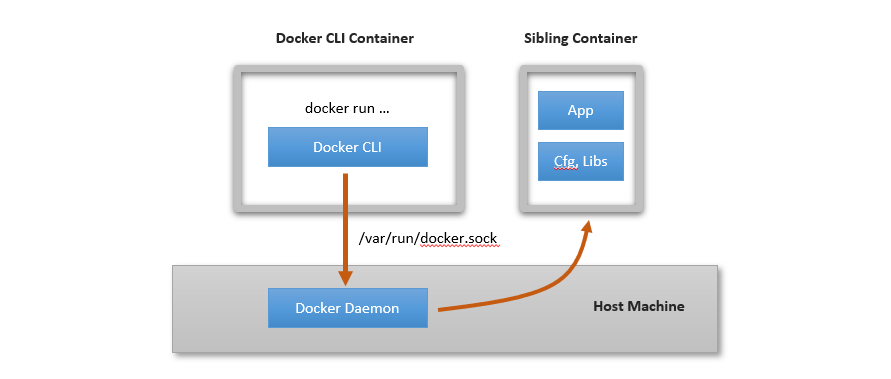 Docker CLI Container
Sibling Container
docker run ...
Docker CLI
App
Cfg, Libs
/var/run/docker.sock
Docker Daemon
Host Machine